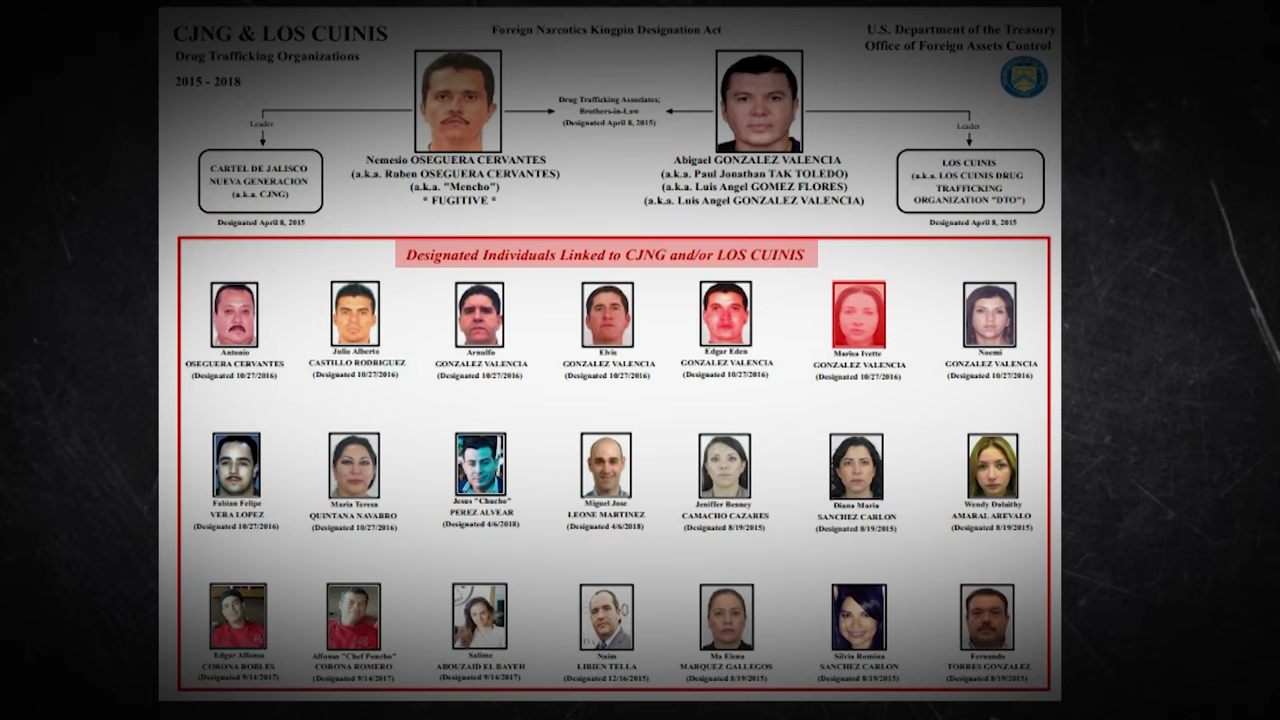 CJNG & LOS CUINIS
Drug Trafficking Organizations
2015 - 2018
Foreign Narcotics Kingpin Designation Act
U.S. Department of the Treasury
Office of Foreign Assets Control
Leader
Drug Trafficking Associates;
Brothers-in-Law
(Designated April 8, 2015)
Leader
CARTEL DE JALISCO
NUEVA GENERACION
(a.k.a. CJNG)
Designated April 8, 2015
Nemesio OSEGUERA CERVANTES
(a.k.a. Ruben OSEGUERA CERVANTES)
(a.k.a. "Mencho")
* FUGITIVE *
Abigael GONZALEZ VALENCIA
(a.k.a. Paul Jonathan TAK TOLEDO)
(a.k.a. Luis Angel GOMEZ FLORES)
(a.k.a. Luis Angel GONZALEZ VALENCIA)
LOS CUINIS
(a.k.a. LOS CUINIS DRUG
TRAFFICKING
ORGANIZATION "DTO")
Designated April 8, 2015
Designated Individuals Linked to CJNG and/or LOS CUINIS
Antonio
OSEGUERA CERVANTES
(Designated 10/27/2016)
Julio Alberto
CASTILLO RODRIGUEZ
(Designated 10/27/2016)
Arnulfo
GONZALEZ VALENCIA
(Designated 10/27/2016)
Elvis
GONZALEZ VALENCIA
(Designated 10/27/2016)
Edgar Eden
GONZALEZ VALENCIA
(Designated 10/27/2016)
Marisa Ivette
GONZALEZ VALENCIA
(Designated 10/27/2016)
Noemi
GONZALEZ VALENCIA
(Designated 10/27/2016)
Fabian Felipe
VERA LOPEZ
(Designated 10/27/2016)
Maria Teresa
QUINTANA NAVARRO
(Designated 10/27/2016)
Jesus "Chucho"
PEREZ ALVEAR
(Designated 4/6/2018)
Miguel Jose
LEONE MARTINEZ
(Designated 4/6/2018)
Jeniffer Beaney
CAMACHO CAZARES
(Designated 8/19/2015)
Diana Maria
SANCHEZ CARLON
(Designated 8/19/2015)
Wendy Dalaithy
AMARAL AREVALO
(Designated 8/19/2015)
Edgar Alfonso
CORONA ROBLES
(Designated 9/14/2017)
Alfonso "Chef Poncho"
CORONA ROMERO
(Designated 9/14/2017)
Salime
ABOUZAID EL BAYEH
(Designated 9/14/2017)
Naim
LIBIEN TELLA
(Designated 12/16/2015)
Ma Elena
MARQUEZ GALLEGOS
(Designated 8/19/2015)
Silvia Romina
SANCHEZ CARLON
(Designated 8/19/2015)
Fernando
TORRES GONZALEZ
(Designated 8/19/2015)